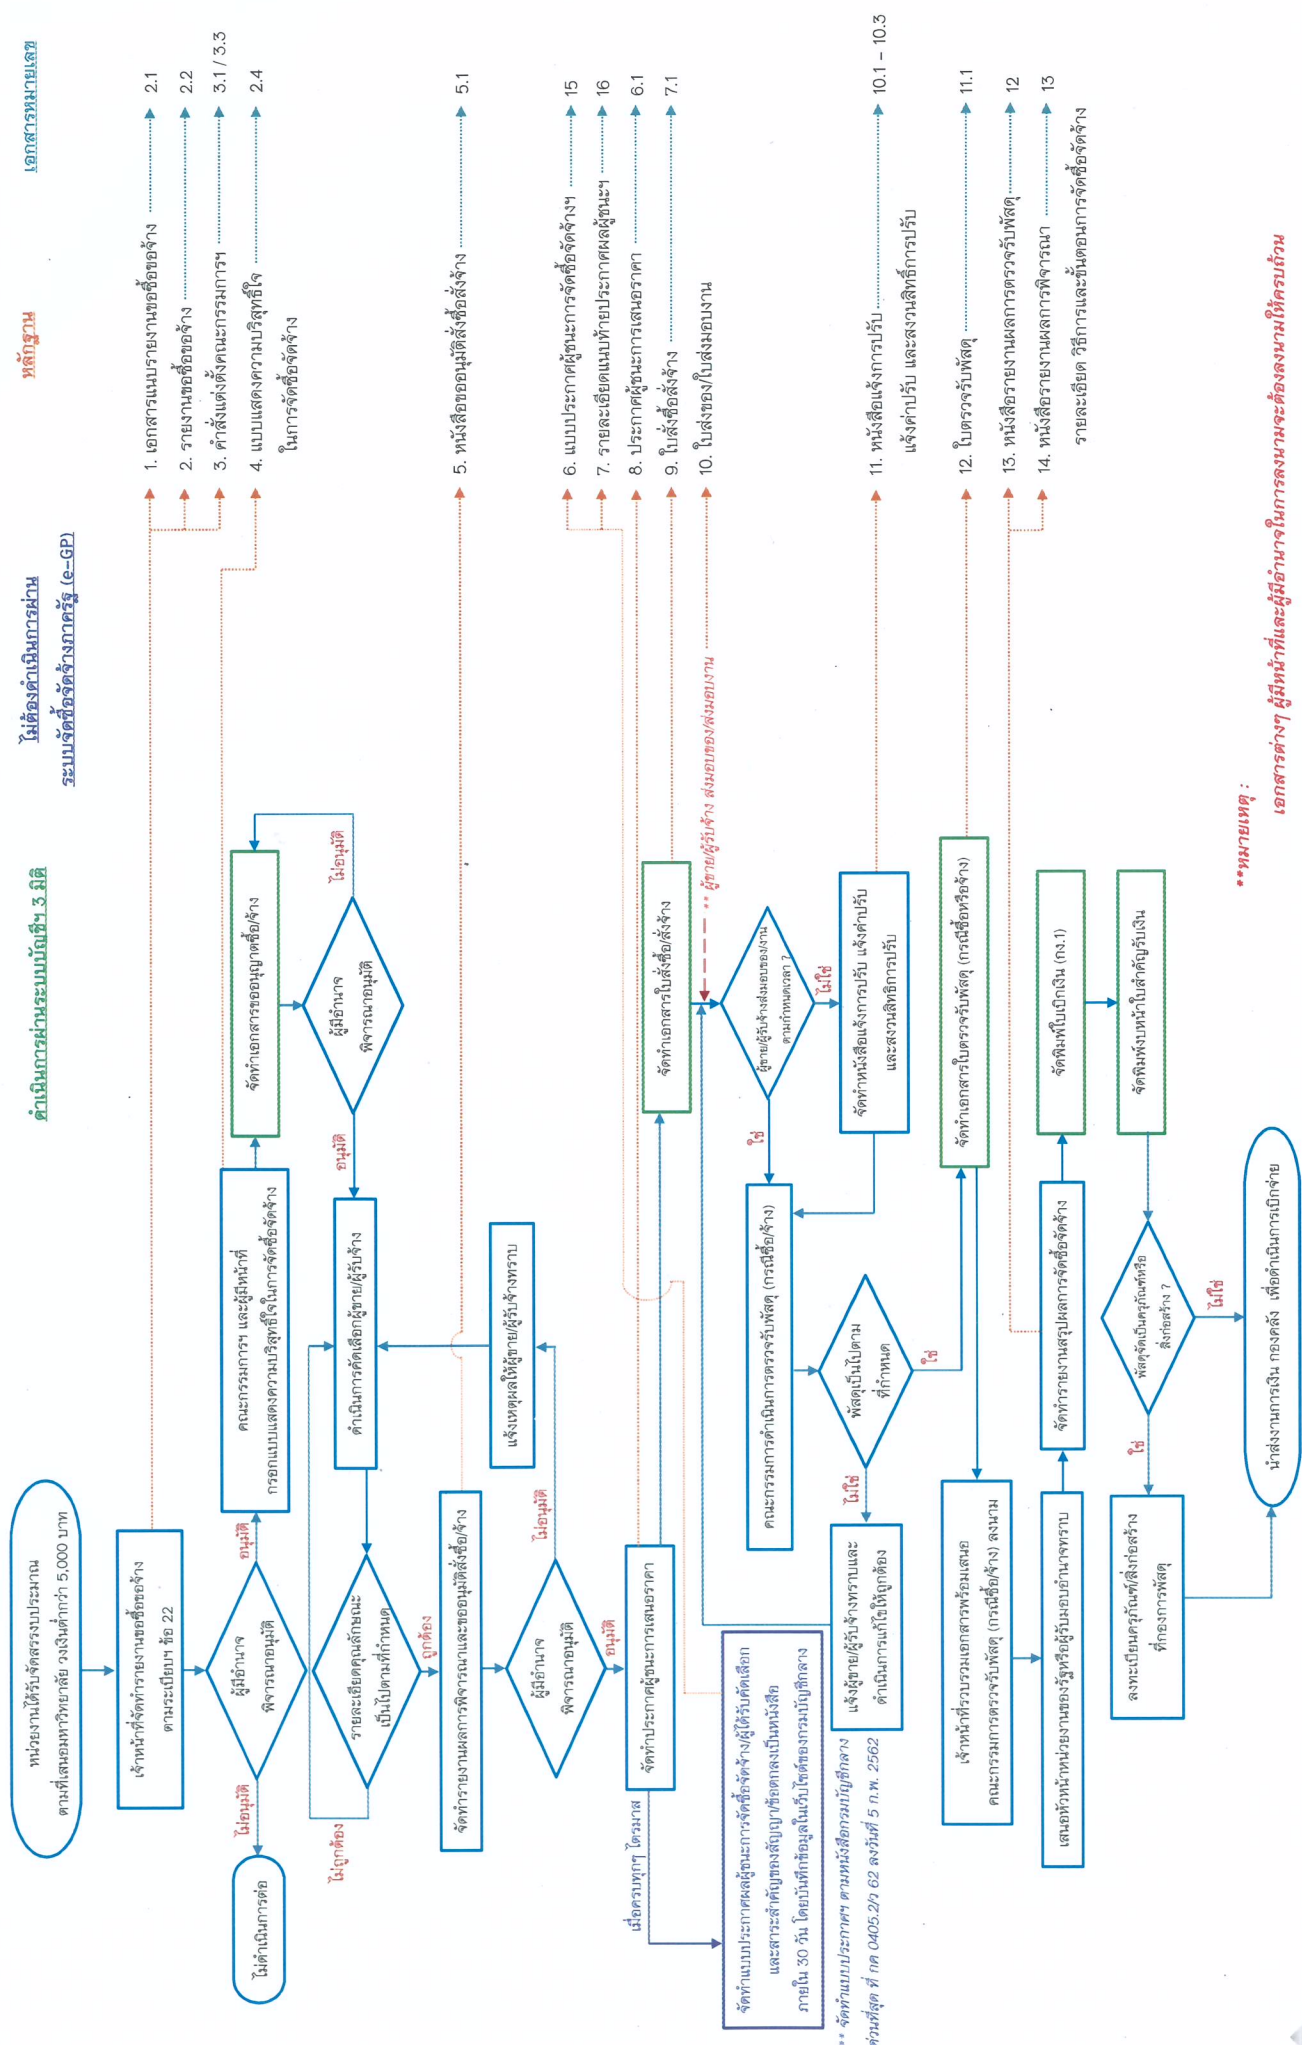 ดำเนินการผ่านระบบบัญชีฯ 3 มิติ
ไม่ต้องดำเนินการผ่าน
ระบบจัดซื้อจัดจ้างภาครัฐ (e-GP)
หลักฐาน
เอกสารหมายเลข
หน่วยงานได้รับจัดสรรงบประมาณ
ตามที่เสนอมหาวิทยาลัย วงเงินต่ำกว่า 5,000 บาท
เจ้าหน้าที่จัดทำรายงานขอซื้อขอจ้าง
ตามระเบียบฯ ข้อ 22
ผู้มีอำนาจ
พิจารณาอนุมัติ
ไม่อนุมัติ
ไม่ดำเนินการต่อ
อนุมัติ
คณะกรรมการฯ และผู้มีหน้าที่
กรอกแบบแสดงความบริสุทธิ์ใจในการจัดซื้อจัดจ้าง
จัดทำเอกสารขออนุญาตซื้อ/จ้าง
ผู้มีอำนาจ
พิจารณาอนุมัติ
ไม่อนุมัติ
อนุมัติ
ดำเนินการคัดเลือกผู้ขาย/ผู้รับจ้าง
รายละเอียดคุณลักษณะ
เป็นไปตามที่กำหนด
ไม่ถูกต้อง
ถูกต้อง
จัดทำรายงานผลการพิจารณาและขออนุมัติสั่งซื้อ/จ้าง
แจ้งเหตุผลให้ผู้ขาย/ผู้รับจ้างทราบ
ผู้มีอำนาจ
พิจารณาอนุมัติ
ไม่อนุมัติ
อนุมัติ
จัดทำประกาศผู้ชนะการเสนอราคา
เมื่อครบทุกๆ ไตรมาส
จัดทำแบบประกาศผลผู้ชนะการจัดซื้อจัดจ้าง/ผู้ได้รับคัดเลือก
และสาระสำคัญของสัญญา/ข้อตกลงเป็นหนังสือ
ภายใน 30 วัน โดยบันทึกข้อมูลในเว็บไซต์ของกรมบัญชีกลาง
** จัดทำแบบประกาศฯ ตามหนังสือกรมบัญชีกลาง
ด่วนที่สุด ที่ กค 0405.2/ว 62 ลงวันที่ 5 ก.พ. 2562
จัดทำเอกสารใบสั่งซื้อ/สั่งจ้าง
** ผู้ขาย/ผู้รับจ้าง ส่งมอบของ/ส่งมอบงาน
ผู้ขาย/ผู้รับจ้างส่งมอบของ/งาน
ตามกำหนดเวลา ?
ใช่
ไม่ใช่
จัดทำหนังสือแจ้งการปรับ แจ้งค่าปรับ
และสงวนสิทธิการปรับ
คณะกรรมการดำเนินการตรวจรับพัสดุ (กรณีซื้อ/จ้าง)
พัสดุเป็นไปตาม
ที่กำหนด
ไม่ใช่
ใช่
แจ้งผู้ขาย/ผู้รับจ้างทราบและ
ดำเนินการแก้ไขให้ถูกต้อง
จัดทำเอกสารใบตรวจรับพัสดุ (กรณีซื้อหรือจ้าง)
เจ้าหน้าที่รวบรวมเอกสารพร้อมเสนอ
คณะกรรมการตรวจรับพัสดุ (กรณีซื้อ/จ้าง) ลงนาม
เสนอหัวหน้าหน่วยงานของรัฐหรือผู้รับมอบอำนาจทราบ
จัดทำรายงานสรุปผลการจัดซื้อจัดจ้าง
จัดพิมพ์ใบเบิกเงิน (กง.1)
จัดพิมพ์งบหน้าใบสำคัญรับเงิน
พัสดุจัดเป็นครุภัณฑ์หรือ
สิ่งก่อสร้าง ?
ใช่
ไม่ใช่
ลงทะเบียนครุภัณฑ์/สิ่งก่อสร้าง
ที่กองการพัสดุ
นำส่งงานการเงิน กองคลัง เพื่อดำเนินการเบิกจ่าย
1. เอกสารแนบรายงานขอซื้อขอจ้าง 2.1
2. รายงานขอซื้อขอจ้าง 2.2
3. คำสั่งแต่งตั้งคณะกรรมการฯ 3.1 / 3.3
4. แบบแสดงความบริสุทธิ์ใจ 2.4
ในการจัดซื้อจัดจ้าง
5. หนังสือขออนุมัติสั่งซื้อสั่งจ้าง 5.1
6. แบบประกาศผู้ชนะการจัดซื้อจัดจ้างฯ 15
7. รายละเอียดแนบท้ายประกาศผลผู้ชนะฯ 16
8. ประกาศผู้ชนะการเสนอราคา 6.1
9. ใบสั่งซื้อสั่งจ้าง 7.1
10. ใบส่งของ/ใบส่งมอบงาน
11. หนังสือแจ้งการปรับ 10.1 – 10.3
แจ้งค่าปรับ และสงวนสิทธิ์การปรับ
12. ใบตรวจรับพัสดุ 11.1
13. หนังสือรายงานผลการตรวจรับพัสดุ 12
14. หนังสือรายงานผลการพิจารณา 13
รายละเอียด วิธีการและขั้นตอนการจัดซื้อจัดจ้าง
**หมายเหตุ :
เอกสารต่างๆ ผู้มีหน้าที่และผู้มีอำนาจในการลงนามจะต้องลงนามให้ครบถ้วน